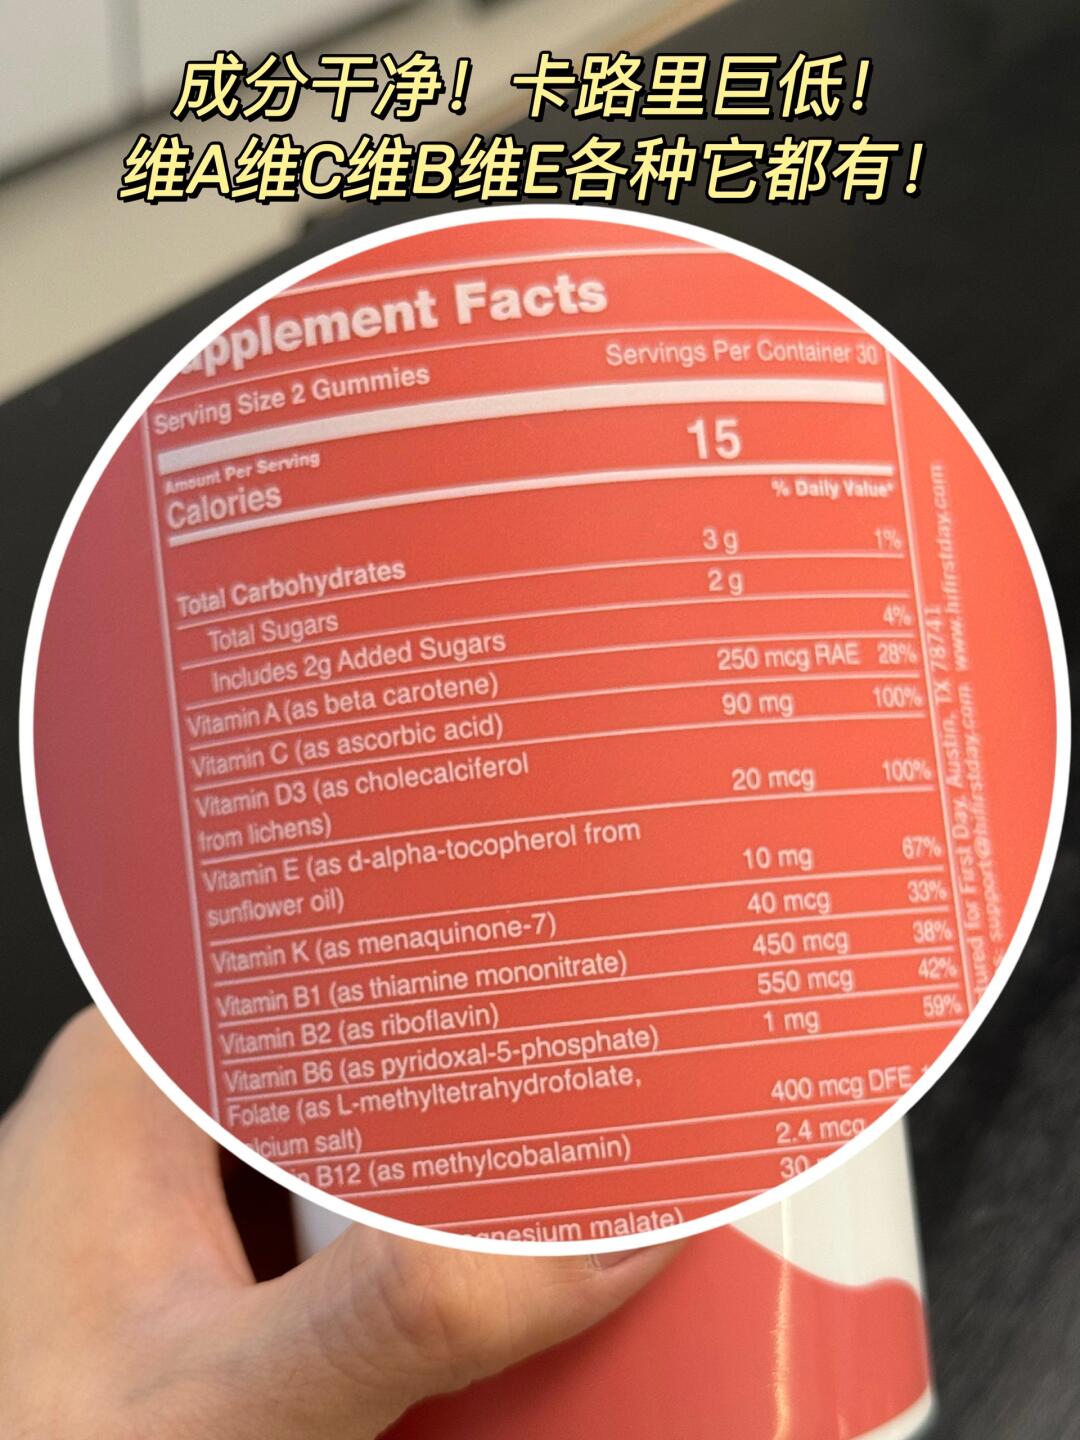 成分干净！卡路里巨低！
维A维C维B维E各种它都有！
pplement Facts
Serving Size 2 Gummies
Servings Per Container 30
Amount Per Serving
Calories
15
% Daily Value*
Total Carbohydrates 3 g 1%
Total Sugars 2 g
Includes 2g Added Sugars 4%
Vitamin A (as beta carotene) 250 mcg RAE 28%
Vitamin C (as ascorbic acid) 90 mg 100%
Vitamin D3 (as cholecalciferol
from lichens) 20 mcg 100%
Vitamin E (as d-alpha-tocopherol from
sunflower oil) 10 mg 67%
Vitamin K (as menaquinone-7) 40 mcg 33%
Vitamin B1 (as thiamine mononitrate) 450 mcg 38%
Vitamin B2 (as riboflavin) 550 mcg 42%
Vitamin B6 (as pyridoxal-5-phosphate) 1 mg 59%
Folate (as L-methyltetrahydrofolate,
lcium salt) 400 mcg DFE
n B12 (as methylcobalamin) 2.4 mcg
30
gnesium malate)
tured for First Day, Austin, TX 78741
s: support@hifirstday.com www.hifirstday.com